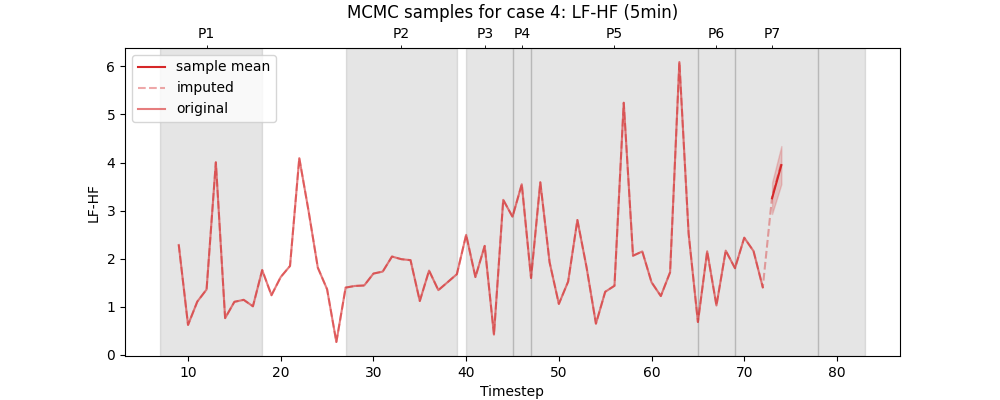 MCMC samples for case 4: LF-HF (5min)
P1 P2 P3 P4 P5 P6 P7
sample mean
imputed
original
LF-HF
6
5
4
3
2
1
0
10 20 30 40 50 60 70 80
Timestep